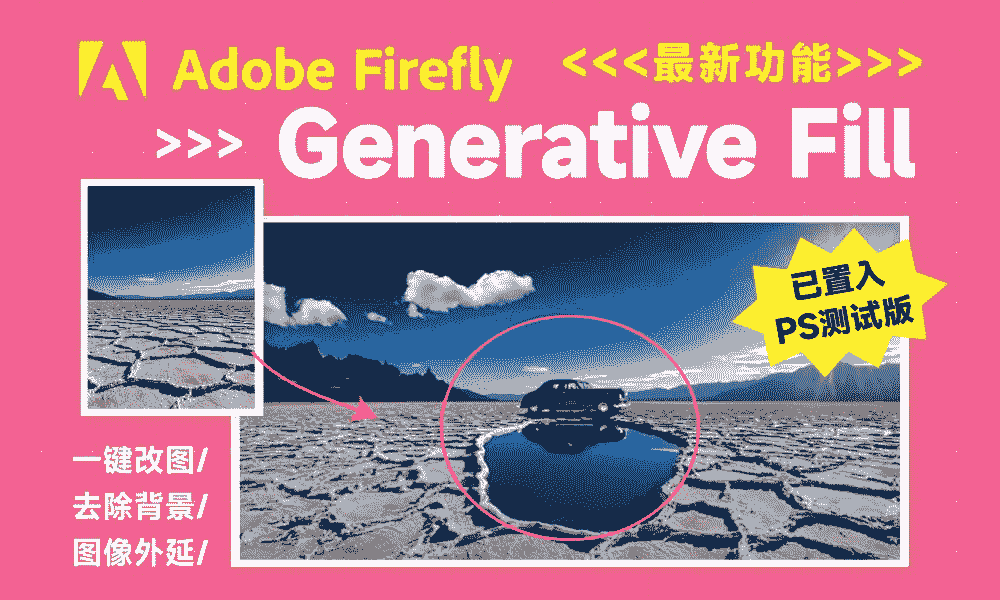 Adobe Firefly
<<<最新功能>>>
>>> Generative Fill
已置入
PS测试版
一键改图/
去除背景/
图像外延/